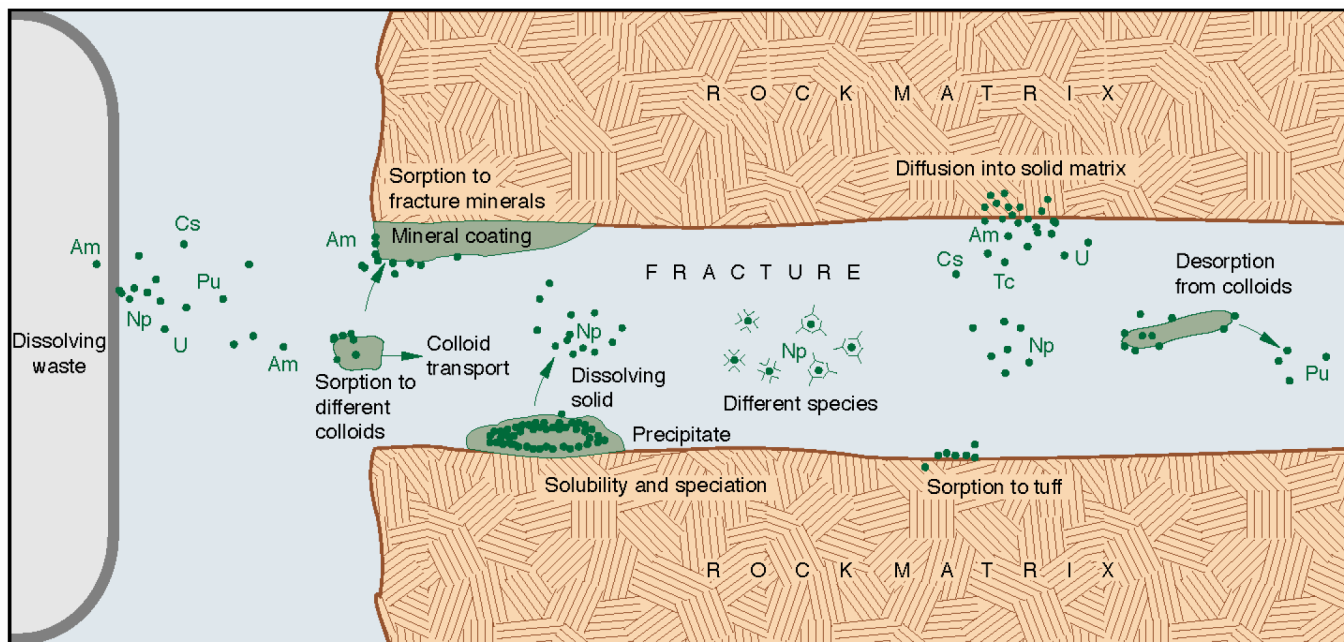 ROCK MATRIX
Diffusion into solid matrix
Sorption to
fracture minerals
Mineral coating
Am
Cs
Am
Pu
Np
U
Am
Dissolving
waste
FRACTURE
Am
Cs
Tc
U
Desorption
from colloids
Np
Np
Np
Pu
Colloid
transport
Sorption to
different
colloids
Dissolving
solid
Different species
Precipitate
Solubility and speciation
Sorption to tuff
ROCK MATRIX